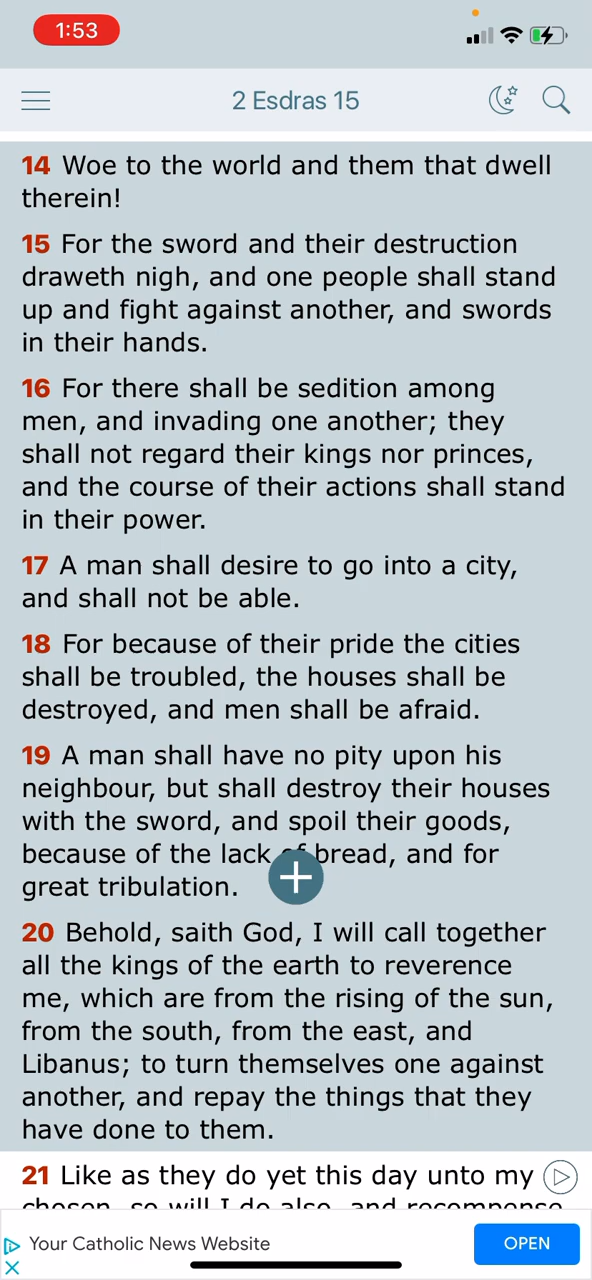 1:53
2 Esdras 15
14 Woe to the world and them that dwell
therein!
15 For the sword and their destruction
draweth nigh, and one people shall stand
up and fight against another, and swords
in their hands.
16 For there shall be sedition among
men, and invading one another; they
shall not regard their kings nor princes,
and the course of their actions shall stand
in their power.
17 A man shall desire to go into a city,
and shall not be able.
18 For because of their pride the cities
shall be troubled, the houses shall be
destroyed, and men shall be afraid.
19 A man shall have no pity upon his
neighbour, but shall destroy their houses
with the sword, and spoil their goods,
because of the lack of bread, and for
great tribulation.
20 Behold, saith God, I will call together
all the kings of the earth to reverence
me, which are from the rising of the sun,
from the south, from the east, and
Libanus; to turn themselves one against
another, and repay the things that they
have done to them.
21 Like as they do yet this day unto my
chosen, so will I do also, and recompense
Your Catholic News Website
OPEN